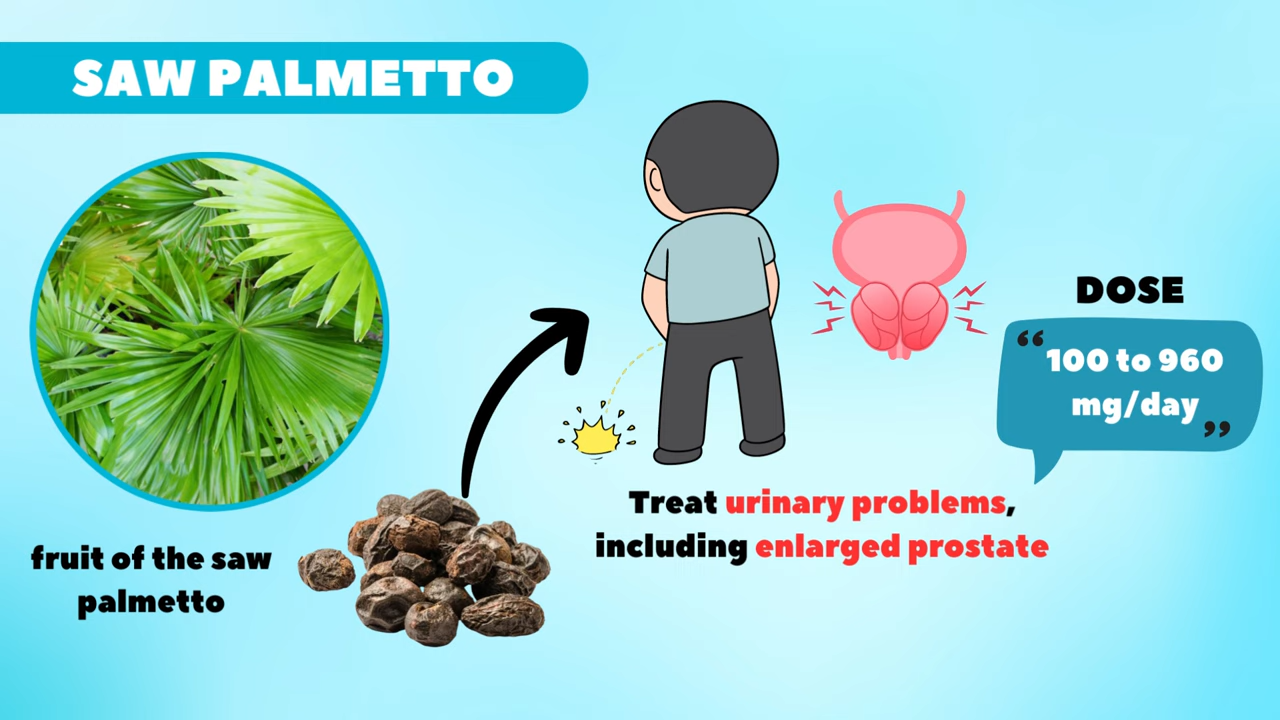 SAW PALMETTO
DOSE
“100 to 960
mg/day”
Treat urinary problems,
including enlarged prostate
fruit of the saw
palmetto